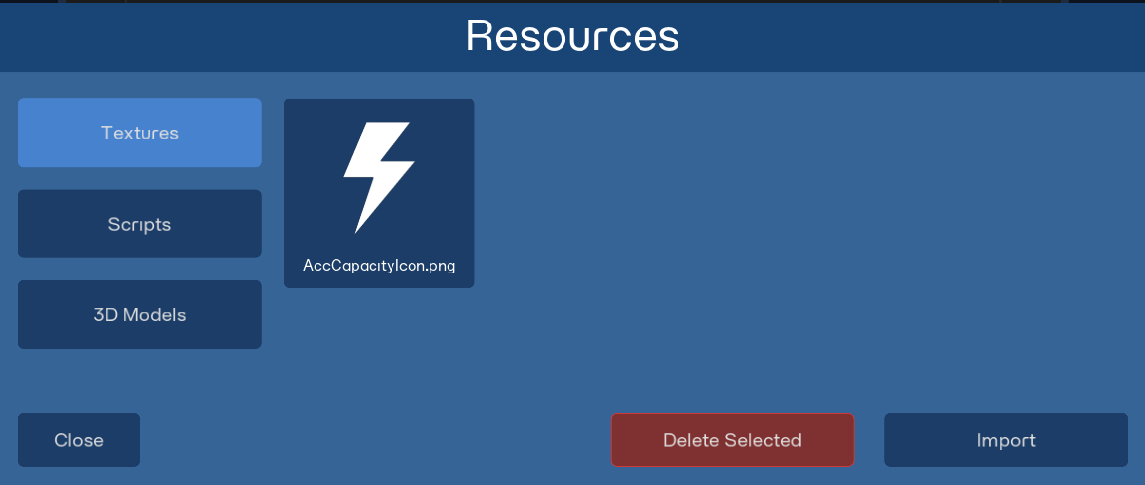 Resources
Textures
Scripts
3D Models
AccCapacityIcon.png
Close
Delete Selected
Import